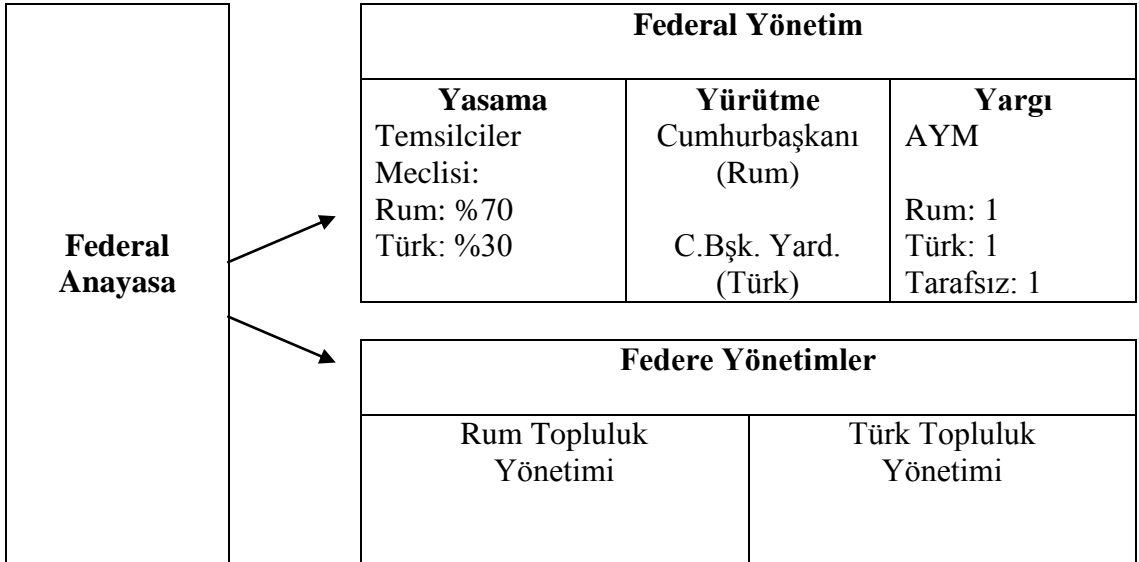 Federal
Anayasa
Federal Yönetim
Yasama
Temsilciler
Meclisi:
Rum: %70
Türk: %30
Yürütme
Cumhurbaşkanı
(Rum)
C.Bşk. Yard.
(Türk)
Yargı
AYM
Rum: 1
Türk: 1
Tarafsız: 1
Federe Yönetimler
Rum Topluluk
Yönetimi
Türk Topluluk
Yönetimi